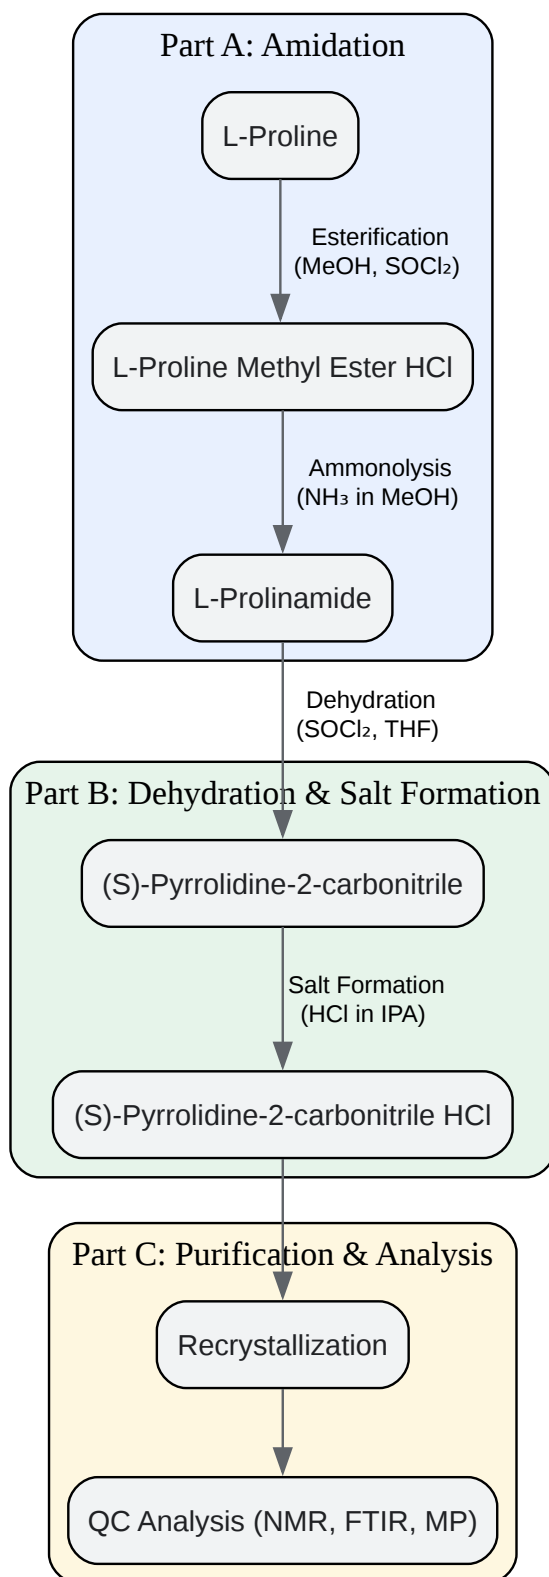 Part A: Amidation
L-Proline
Esterification
(MeOH, SOCl₂)
L-Proline Methyl Ester HCl
Ammonolysis
(NH₃ in MeOH)
L-Prolinamide
Dehydration
(SOCl₂, THF)
Part B: Dehydration & Salt Formation
(S)-Pyrrolidine-2-carbonitrile
Salt Formation
(HCl in IPA)
(S)-Pyrrolidine-2-carbonitrile HCl
Part C: Purification & Analysis
Recrystallization
QC Analysis (NMR, FTIR, MP)